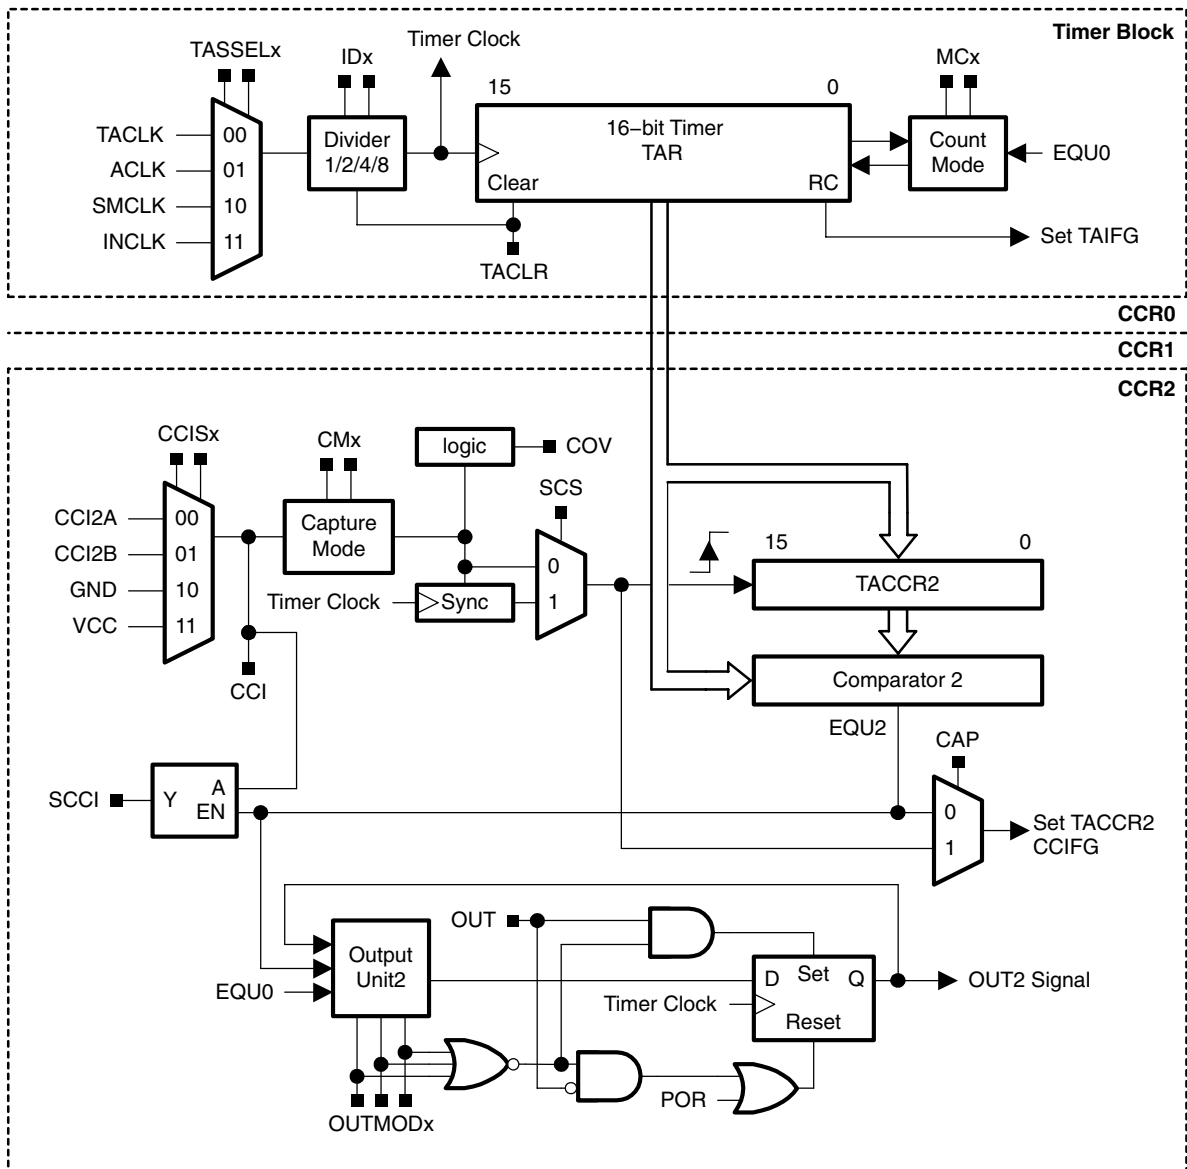 Timer Block
Timer Clock
TASSELx
IDx
MCx
15
0
TACLK
00
ACLK
01
SMCLK
10
INCLK
11
Divider
1/2/4/8
16−bit Timer
TAR
Clear
RC
Count
Mode
EQU0
Set TAIFG
TACLR
CCR0
CCR1
CCR2
CCISx
CMx
logic
COV
SCS
CCI2A
00
CCI2B
01
GND
10
VCC
11
Capture
Mode
Timer Clock
Sync
0
1
15
0
TACCR2
Comparator 2
CCI
EQU2
CAP
SCCI
Y
A
EN
0
1
Set TACCR2
CCIFG
OUT
Output
Unit2
EQU0
D
Set
Q
OUT2 Signal
Timer Clock
Reset
POR
OUTMODx